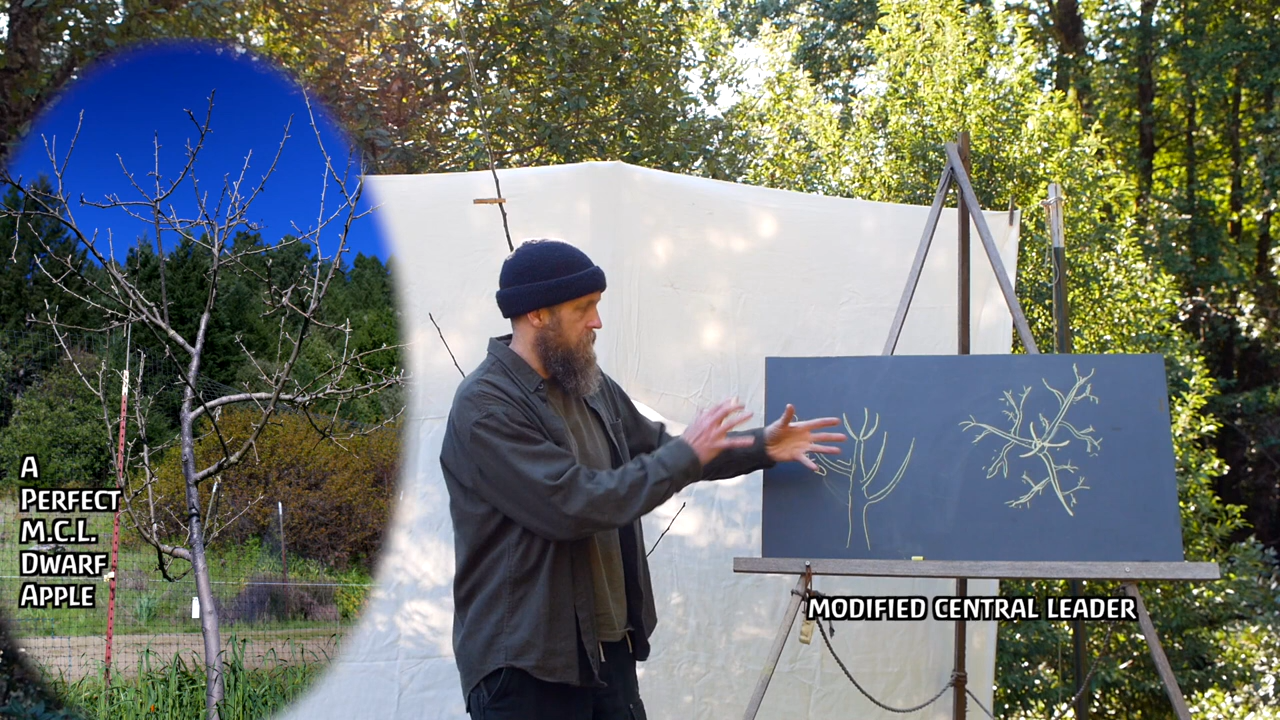 A
PERFECT
M.C.L.
DWARF
APPLE
MODIFIED CENTRAL LEADER